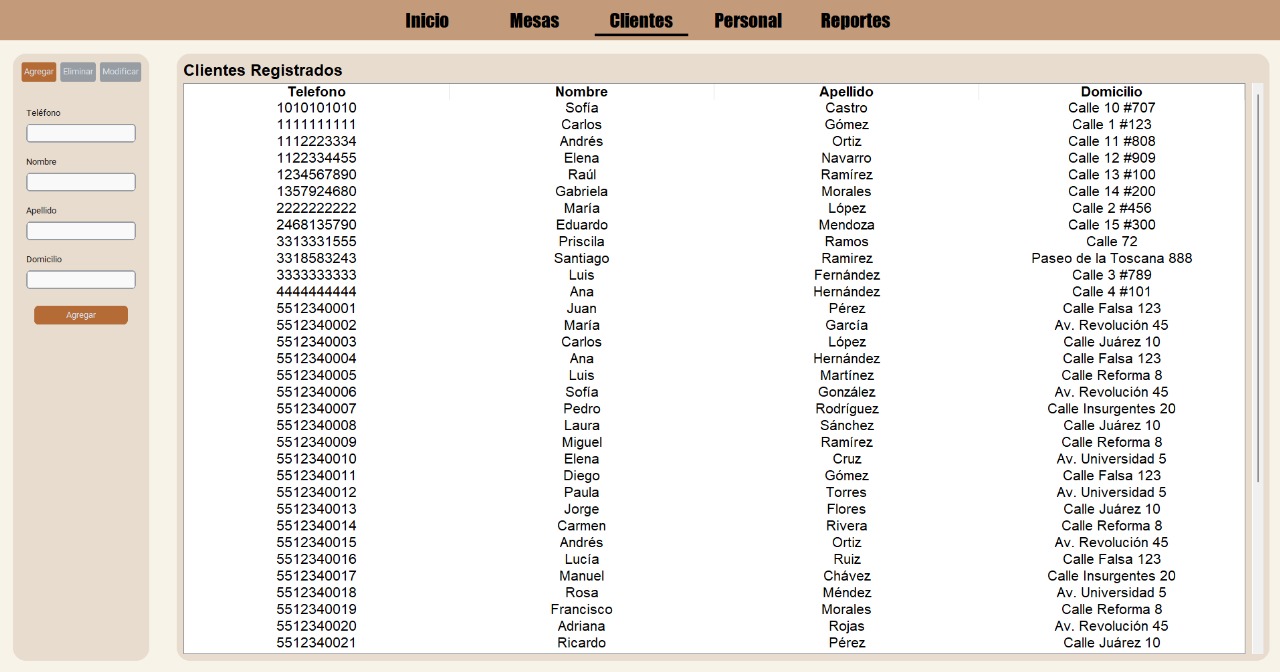 Inicio Mesas Clientes Personal Reportes
Agregar Eliminar Modificar
Teléfono
Nombre
Apellido
Domicilio
Agregar
Clientes Registrados
Telefono Nombre Apellido Domicilio
1010101010 Sofía Castro Calle 10 #707
1111111111 Carlos Gómez Calle 1 #123
1112223334 Andrés Ortiz Calle 11 #808
1122334455 Elena Navarro Calle 12 #909
1234567890 Raúl Ramírez Calle 13 #100
1357924680 Gabriela Morales Calle 14 #200
2222222222 María López Calle 2 #456
2468135790 Eduardo Mendoza Calle 15 #300
3313331555 Priscila Ramos Calle 72
3318583243 Santiago Ramirez Paseo de la Toscana 888
3333333333 Luis Fernández Calle 3 #789
4444444444 Ana Hernández Calle 4 #101
5512340001 Juan Pérez Calle Falsa 123
5512340002 María García Av. Revolución 45
5512340003 Carlos López Calle Juárez 10
5512340004 Ana Hernández Calle Falsa 123
5512340005 Luis Martínez Calle Reforma 8
5512340006 Sofía González Av. Revolución 45
5512340007 Pedro Rodríguez Calle Insurgentes 20
5512340008 Laura Sánchez Calle Juárez 10
5512340009 Miguel Ramírez Calle Reforma 8
5512340010 Elena Cruz Av. Universidad 5
5512340011 Diego Gómez Calle Falsa 123
5512340012 Paula Torres Av. Universidad 5
5512340013 Jorge Flores Calle Juárez 10
5512340014 Carmen Rivera Calle Reforma 8
5512340015 Andrés Ortiz Av. Revolución 45
5512340016 Lucía Ruiz Calle Falsa 123
5512340017 Manuel Chávez Calle Insurgentes 20
5512340018 Rosa Méndez Av. Universidad 5
5512340019 Francisco Morales Calle Reforma 8
5512340020 Adriana Rojas Av. Revolución 45
5512340021 Ricardo Pérez Calle Juárez 10